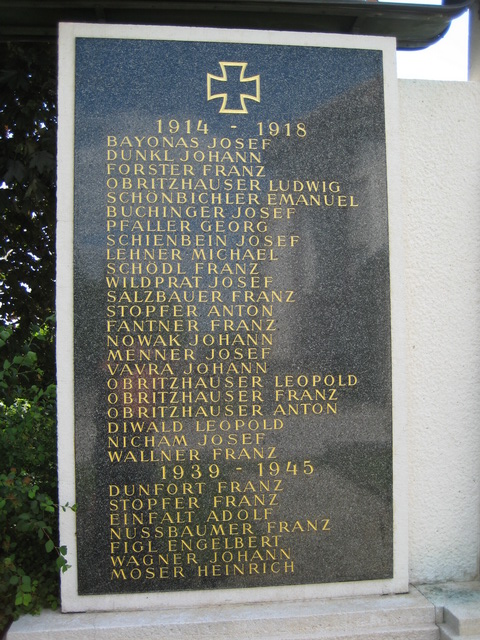 1914 - 1918
BAYONAS JOSEF
DUNKL JOHANN
FORSTER FRANZ
OBRITZHAUSER LUDWIG
SCHÖNBICHLER EMANUEL
BUCHINGER JOSEF
PFALLER GEORG
SCHIENBEIN JOSEF
LEHNER MICHAEL
SCHÖDL FRANZ
WILDPRAT JOSEF
SALZBAUER FRANZ
STOPFER ANTON
FANTNER FRANZ
NOWAK JOHANN
MENNER JOSEF
VAVRA JOHANN
OBRITZHAUSER LEOPOLD
OBRITZHAUSER FRANZ
OBRITZHAUSER ANTON
DIWALD LEOPOLD
NICHAM JOSEF
WALLNER FRANZ
1939 - 1945
DUNFORT FRANZ
STOPFER FRANZ
EINFALT ADOLF
NUSSBAUMER FRANZ
FIGL ENGELBERT
WAGNER JOHANN
MOSER HEINRICH